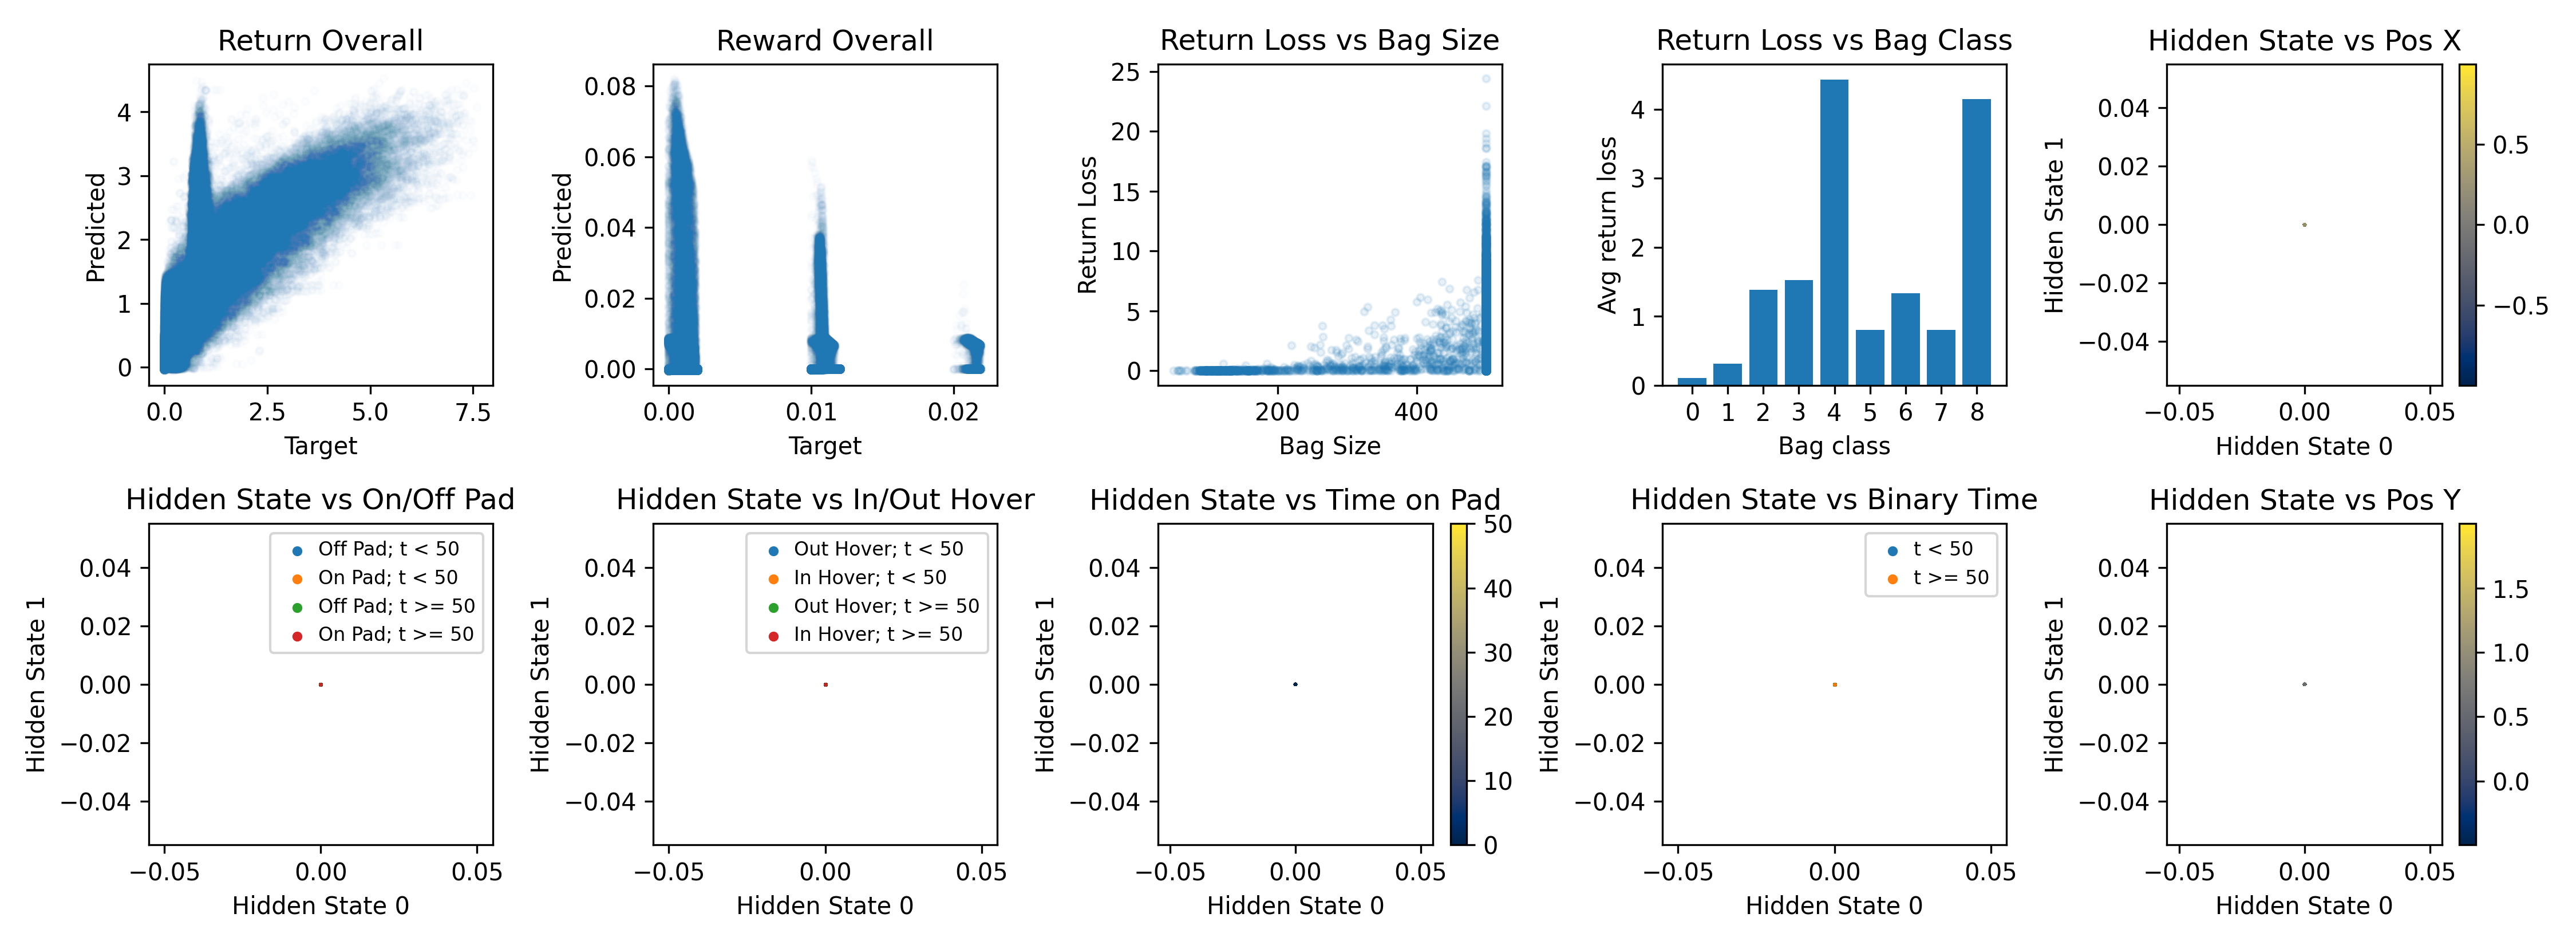 Return Overall
Predicted
4
3
2
1
0
0.0 2.5 5.0 7.5
Target
Reward Overall
Predicted
0.08
0.06
0.04
0.02
0.00
0.00 0.01 0.02
Target
Return Loss vs Bag Size
Return Loss
25
20
15
10
5
0
200 400
Bag Size
Return Loss vs Bag Class
Avg return loss
4
3
2
1
0
0 1 2 3 4 5 6 7 8
Bag class
Hidden State vs Pos X
Hidden State 1
0.04
0.02
0.00
−0.02
−0.04
−0.05 0.00 0.05
Hidden State 0
0.5
0.0
−0.5
Hidden State vs On/Off Pad
Hidden State 1
0.04
0.02
0.00
−0.02
−0.04
Off Pad; t < 50
On Pad; t < 50
Off Pad; t >= 50
On Pad; t >= 50
−0.05 0.00 0.05
Hidden State 0
Hidden State vs In/Out Hover
Hidden State 1
0.04
0.02
0.00
−0.02
−0.04
Out Hover; t < 50
In Hover; t < 50
Out Hover; t >= 50
In Hover; t >= 50
−0.05 0.00 0.05
Hidden State 0
Hidden State vs Time on Pad
Hidden State 1
0.04
0.02
0.00
−0.02
−0.04
−0.05 0.00 0.05
Hidden State 0
50
40
30
20
10
0
Hidden State vs Binary Time
Hidden State 1
0.04
0.02
0.00
−0.02
−0.04
t < 50
t >= 50
−0.05 0.00 0.05
Hidden State 0
Hidden State vs Pos Y
Hidden State 1
0.04
0.02
0.00
−0.02
−0.04
−0.05 0.00 0.05
Hidden State 0
1.5
1.0
0.5
0.0